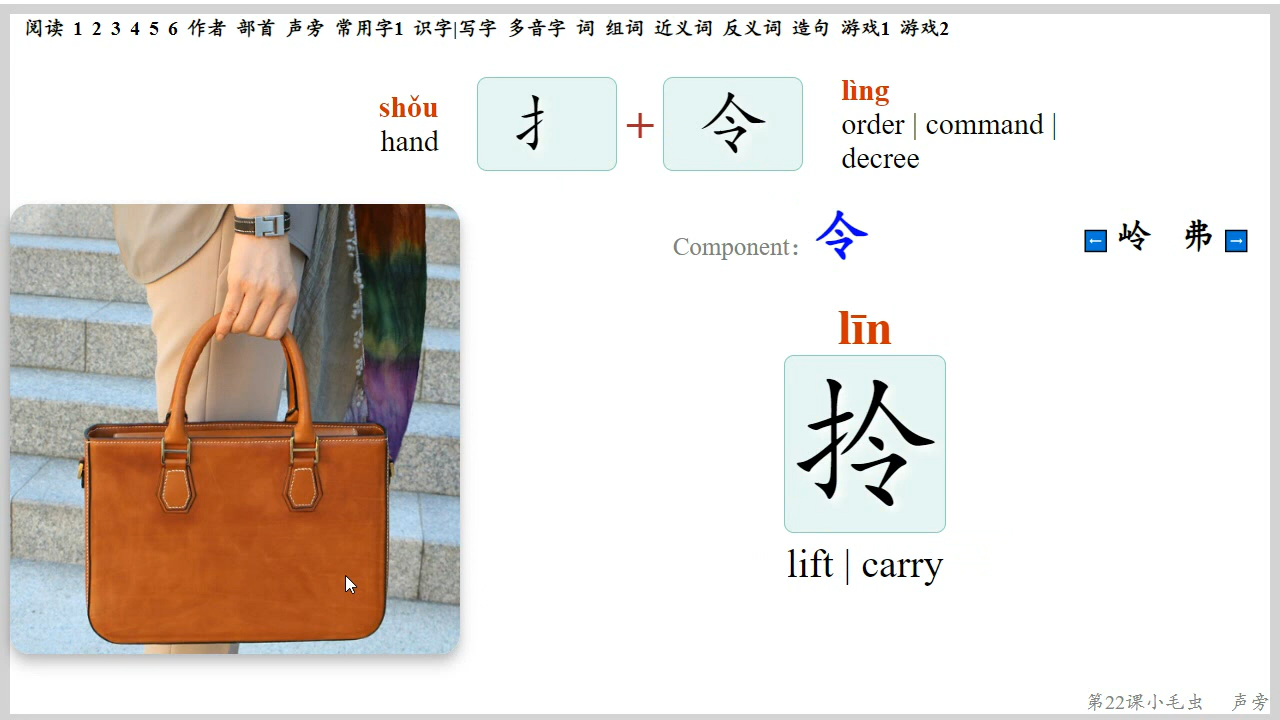 阅读 1 2 3 4 5 6 作者 部首 声旁 常用字1 识字|写字 多音字 词 组词 近义词 反义词 造句 游戏1 游戏2
shǒu
hand
扌 + 令
lìng
order | command |
decree
Component： 令
← 岭 弗 →
līn
拎
lift | carry
第22课小毛虫 声旁